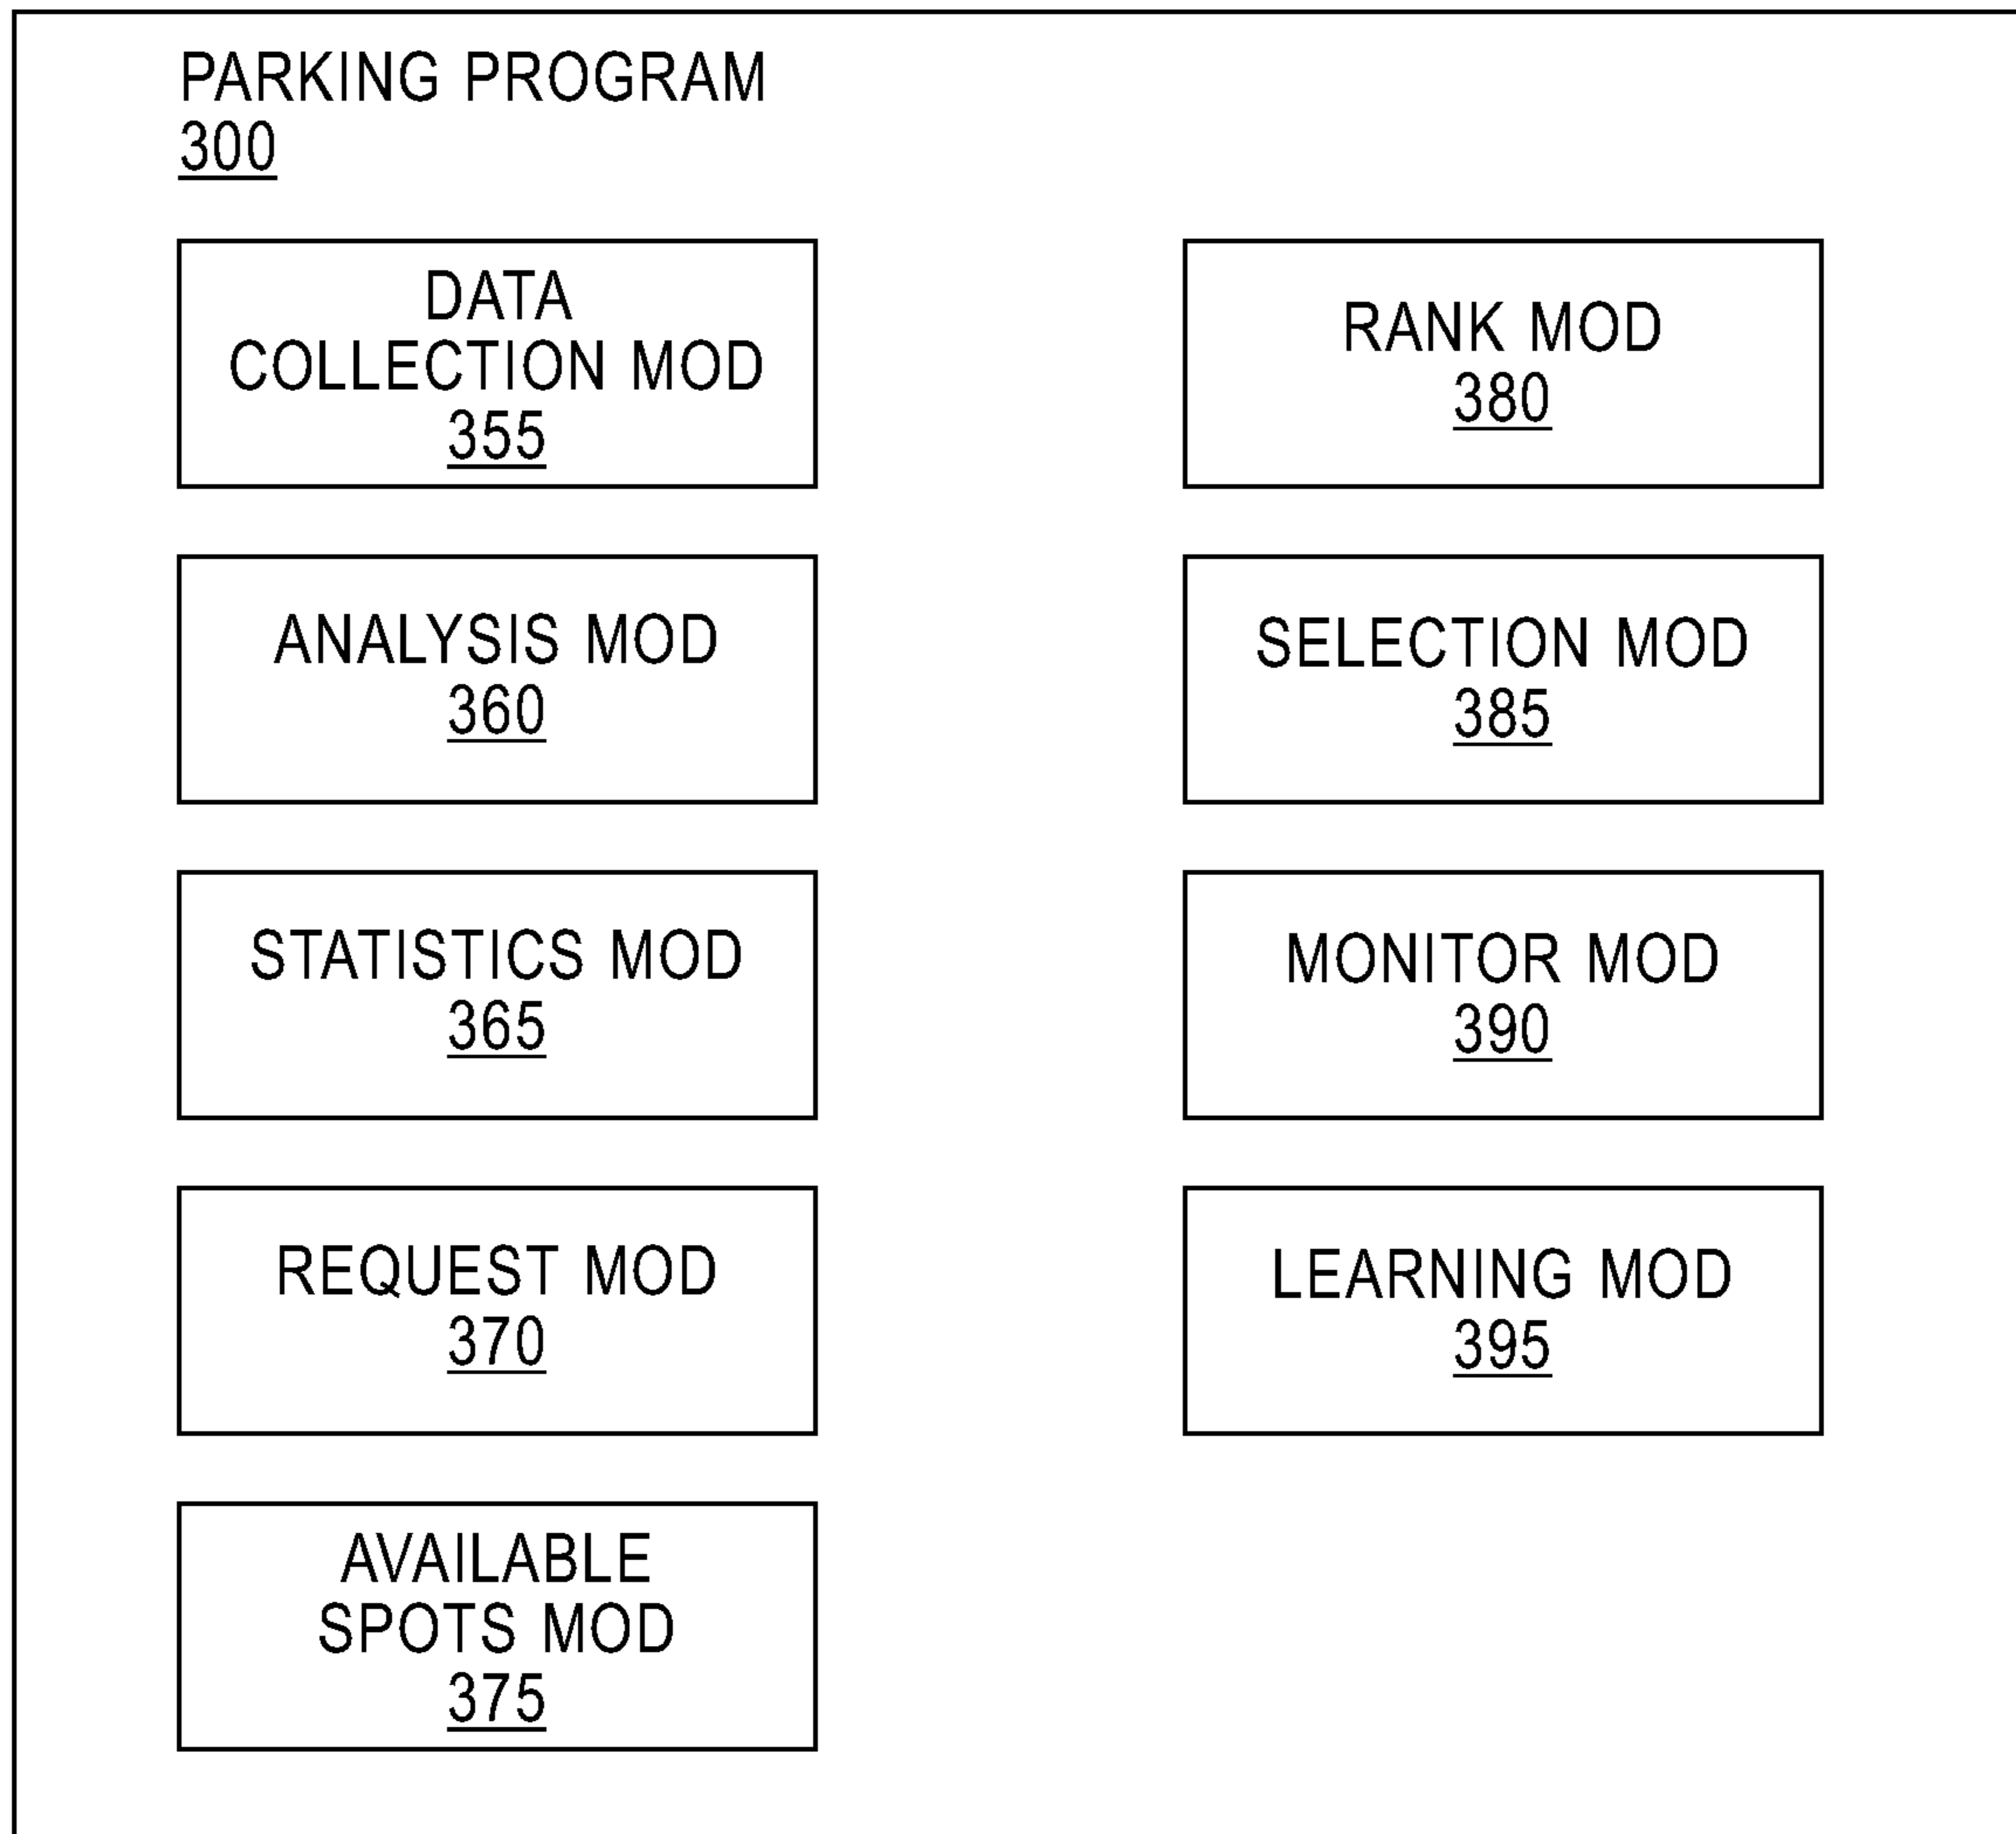 PARKING PROGRAM
300
DATA
COLLECTION MOD
355
ANALYSIS MOD
360
STATISTICS MOD
365
REQUEST MOD
370
AVAILABLE
SPOTS MOD
375
RANK MOD
380
SELECTION MOD
385
MONITOR MOD
390
LEARNING MOD
395